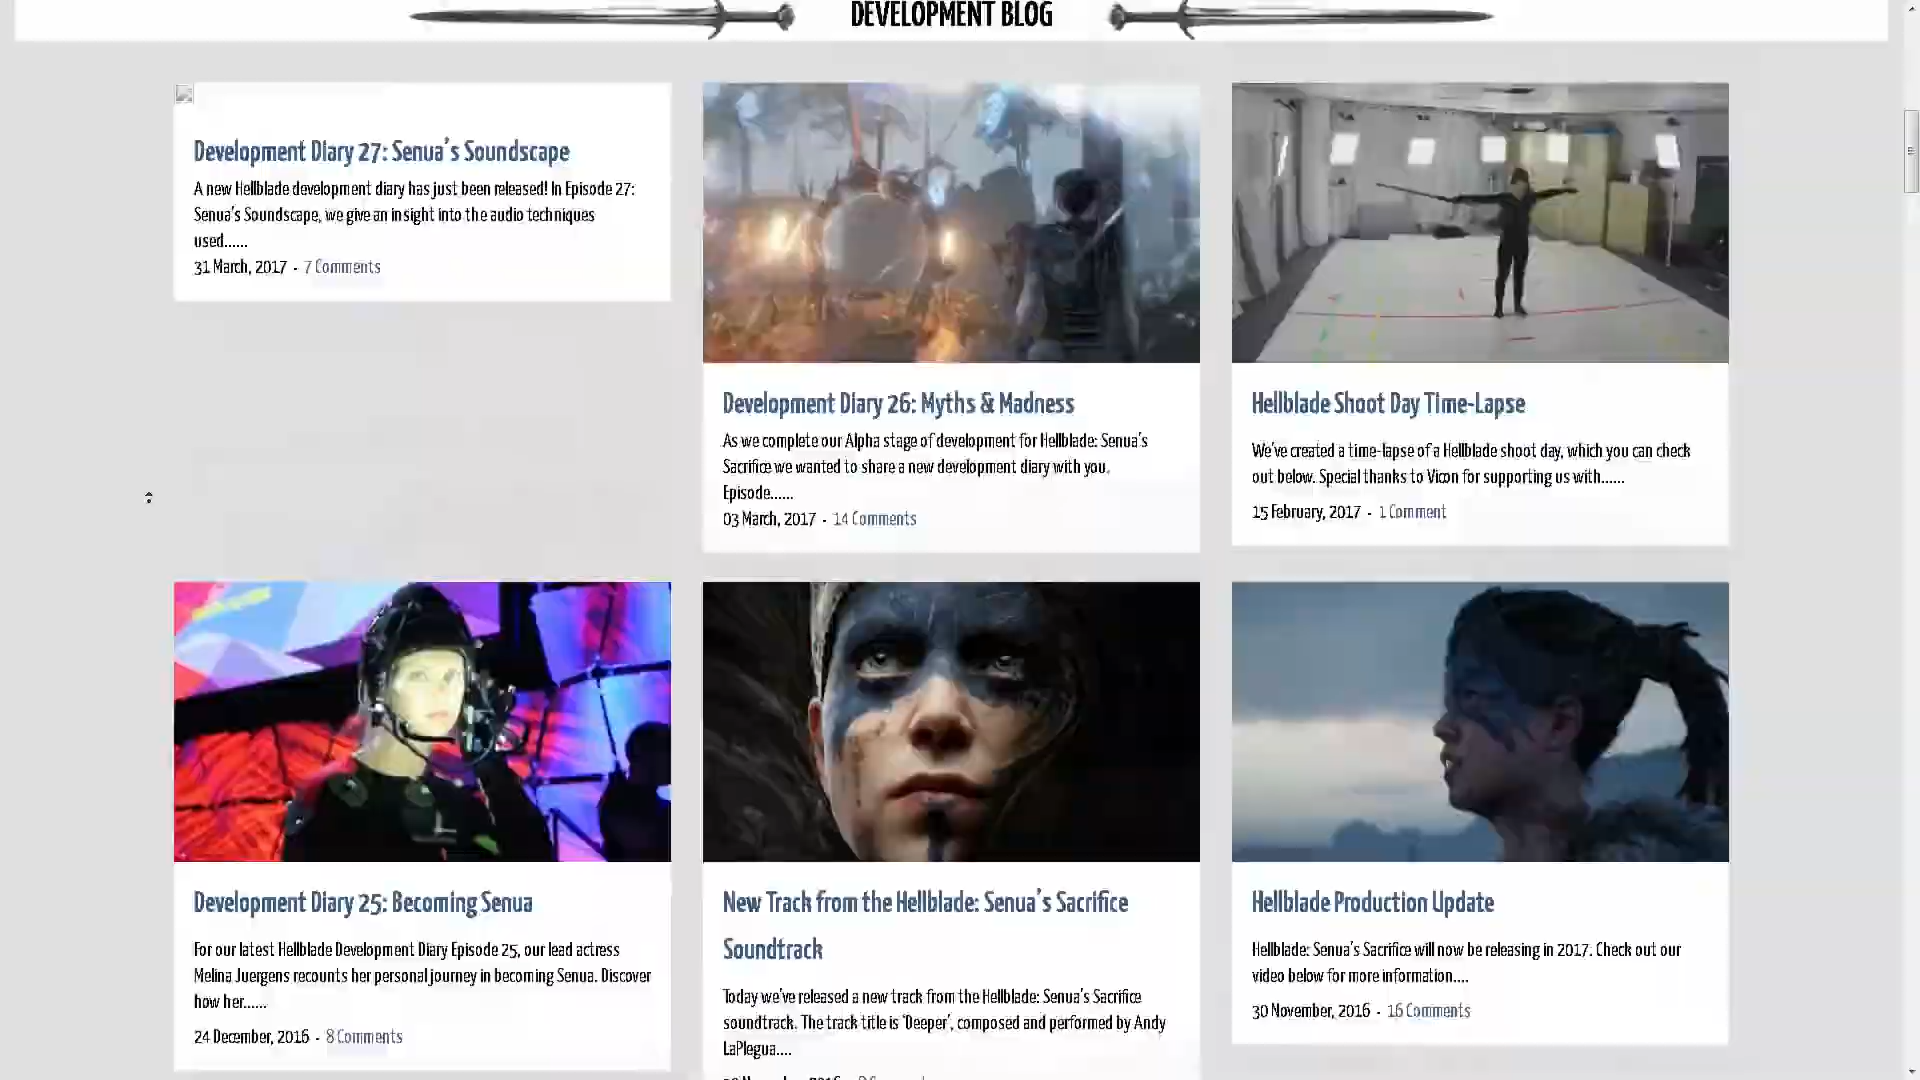 DEVELOPMENT BLOG
Development Diary 27: Senua's Soundscape
A new Hellblade development diary has just been released! In Episode 27:
Senua's Soundscape, we give an insight into the audio techniques
used......
31 March, 2017 - 7 Comments
Development Diary 26: Myths & Madness
As we complete our Alpha stage of development for Hellblade: Senua's
Sacrifice we wanted to share a new development diary with you.
Episode......
03 March, 2017 - 14 Comments
Hellblade Shoot Day Time-Lapse
We've created a time-lapse of a Hellblade shoot day, which you can check
out below. Special thanks to Vicon for supporting us with......
15 February, 2017 - 1 Comment
Development Diary 25: Becoming Senua
For our latest Hellblade Development Diary Episode 25, our lead actress
Melina Juergens recounts her personal journey in becoming Senua. Discover
how her......
24 December, 2016 - 8 Comments
New Track from the Hellblade: Senua's Sacrifice
Soundtrack
Today we've released a new track from the Hellblade: Senua's Sacrifice
soundtrack. The track title is 'Deeper', composed and performed by Andy
LaPlegua....
Hellblade Production Update
Hellblade: Senua's Sacrifice will now be releasing in 2017. Check out our
video below for more information....
30 November, 2016 - 16 Comments